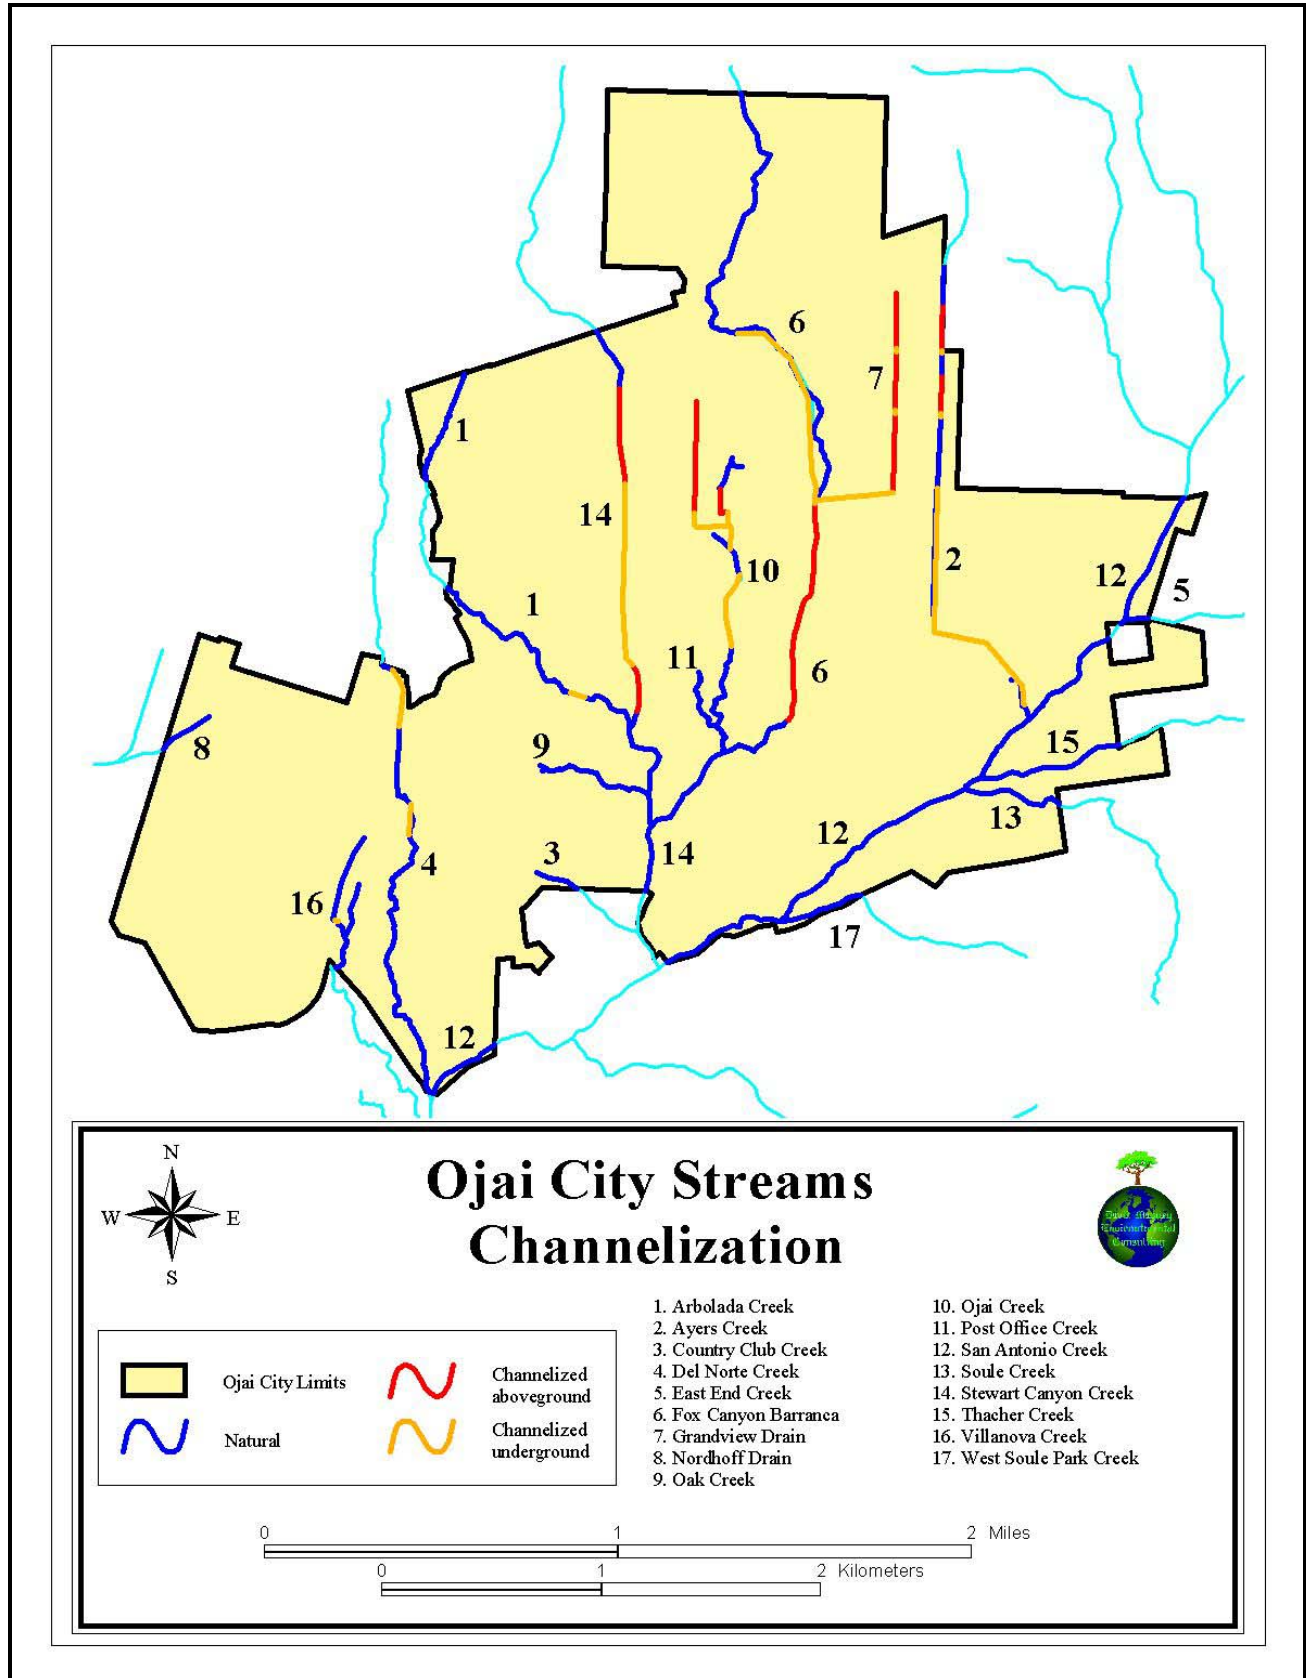 6
7
1
14
2
10
12
5
1
11
6
8
9
15
13
12
3
14
4
16
17
12
N
W E
S
Ojai City Streams
Channelization
Ojai City Limits
Natural
Channelized
aboveground
Channelized
underground
1. Arbolada Creek
2. Ayers Creek
3. Country Club Creek
4. Del Norte Creek
5. East End Creek
6. Fox Canyon Barranca
7. Grandview Drain
8. Nordhoff Drain
9. Oak Creek
10. Ojai Creek
11. Post Office Creek
12. San Antonio Creek
13. Soule Creek
14. Stewart Canyon Creek
15. Thacher Creek
16. Villanova Creek
17. West Soule Park Creek
Environmental
Consulting
0 1 2 Miles
0 1 2 Kilometers